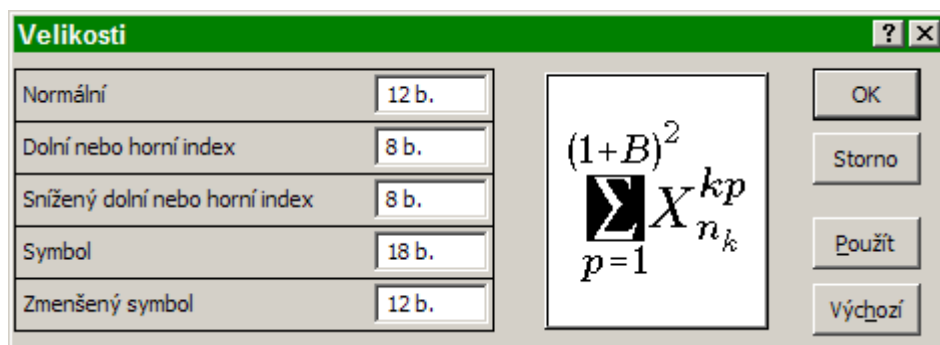 Velikosti
Normální 12 b.
Dolní nebo horní index 8 b.
Snížený dolní nebo horní index 8 b.
Symbol 18 b.
Zmenšený symbol 12 b.
(1+B)²
∑ X kp n k
p=1
OK
Storno
Použít
Výchozí